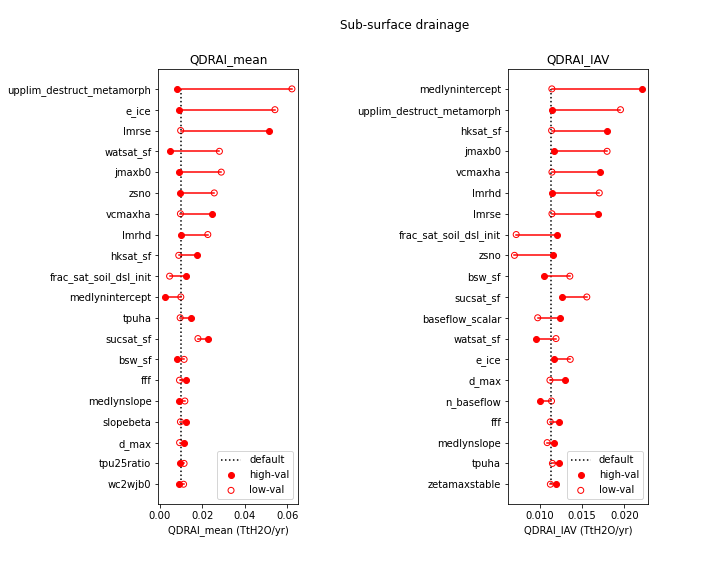 Sub-surface drainage
QDRAI_mean
upplim_destruct_metamorph
e_ice
lmrse
watsat_sf
jmaxb0
zsno
vcmaxha
lmrhd
hksat_sf
frac_sat_soil_dsl_init
medlynintercept
tpuha
sucsat_sf
bsw_sf
fff
medlynslope
slopebeta
d_max
tpu25ratio
wc2wjb0
default
high-val
low-val
0.00 0.02 0.04 0.06
QDRAI_mean (TtH2O/yr)
QDRAI_IAV
medlynintercept
upplim_destruct_metamorph
hksat_sf
jmaxb0
vcmaxha
lmrhd
lmrse
frac_sat_soil_dsl_init
zsno
bsw_sf
sucsat_sf
baseflow_scalar
watsat_sf
e_ice
d_max
n_baseflow
fff
medlynslope
tpuha
zetamaxstable
default
high-val
low-val
0.010 0.015 0.020
QDRAI_IAV (TtH2O/yr)